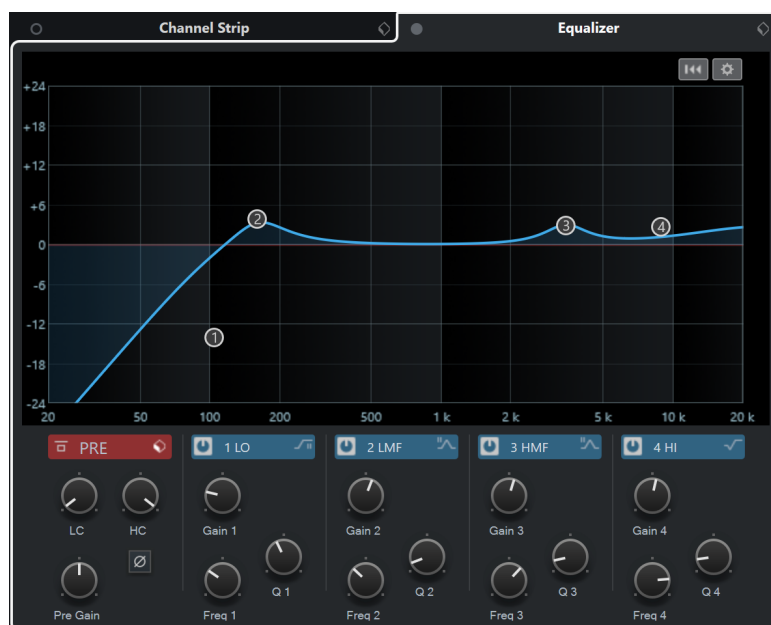 Channel Strip
Equalizer
+24
+18
+12
+6
0
-6
-12
-18
-24
2
3
4
1
20 50 100 200 500 1 k 2 k 5 k 10 k 20 k
PRE
1 LO
2 LMF
3 HMF
4 HI
LC HC Gain 1 Gain 2 Gain 3 Gain 4
Q 1 Q 2 Q 3 Q 4
Pre Gain Freq 1 Freq 2 Freq 3 Freq 4